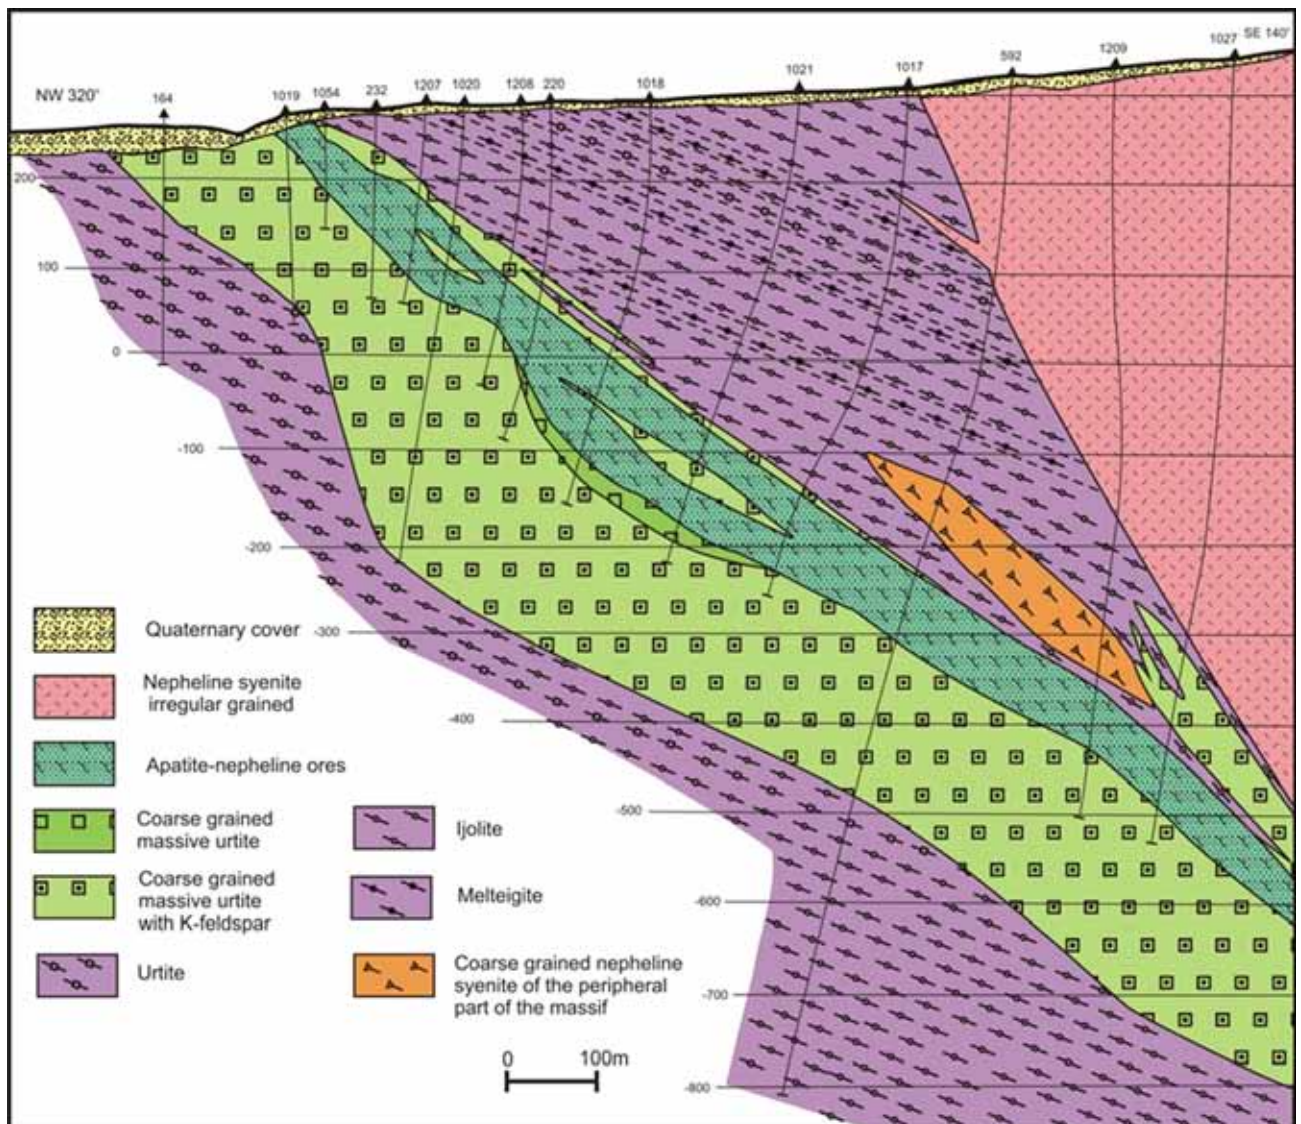 NW 320°
164
1019
1054
232
1207
1020
1208
220
1018
1021
1017
592
1209
1027
SE 140°
200
100
0
-100
-200
-300
-400
-500
-600
-700
-800
Quaternary cover
Nepheline syenite
irregular grained
Apatite-nepheline ores
Coarse grained
massive urtite
Coarse grained
massive urtite
with K-feldspar
Urtite
Ijolite
Melteigite
Coarse grained nepheline
syenite of the peripheral
part of the massif
0 100m